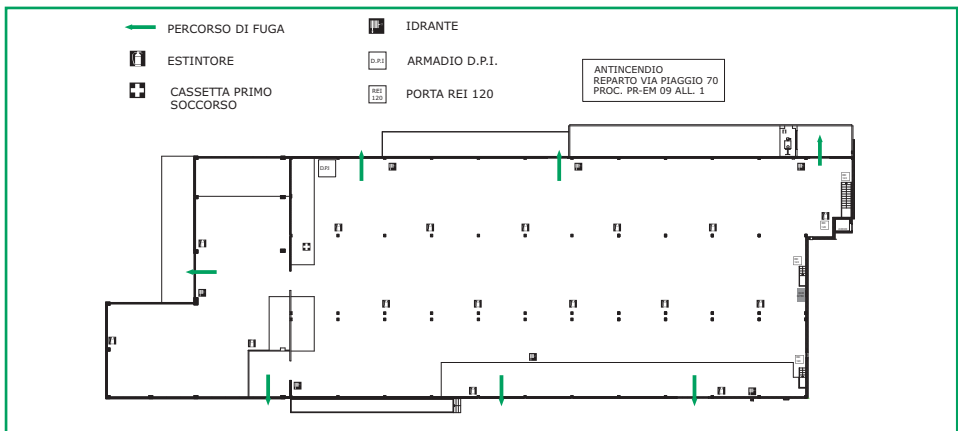 PERCORSO DI FUGA
IDRANTE
ESTINTORE
D.P.I
ARMADIO D.P.I.
CASSETTA PRIMO
SOCCORSO
REI
120
PORTA REI 120
ANTINCENDIO
REPARTO VIA PIAGGIO 70
PROC. PR-EM 09 ALL. 1
D.P.I